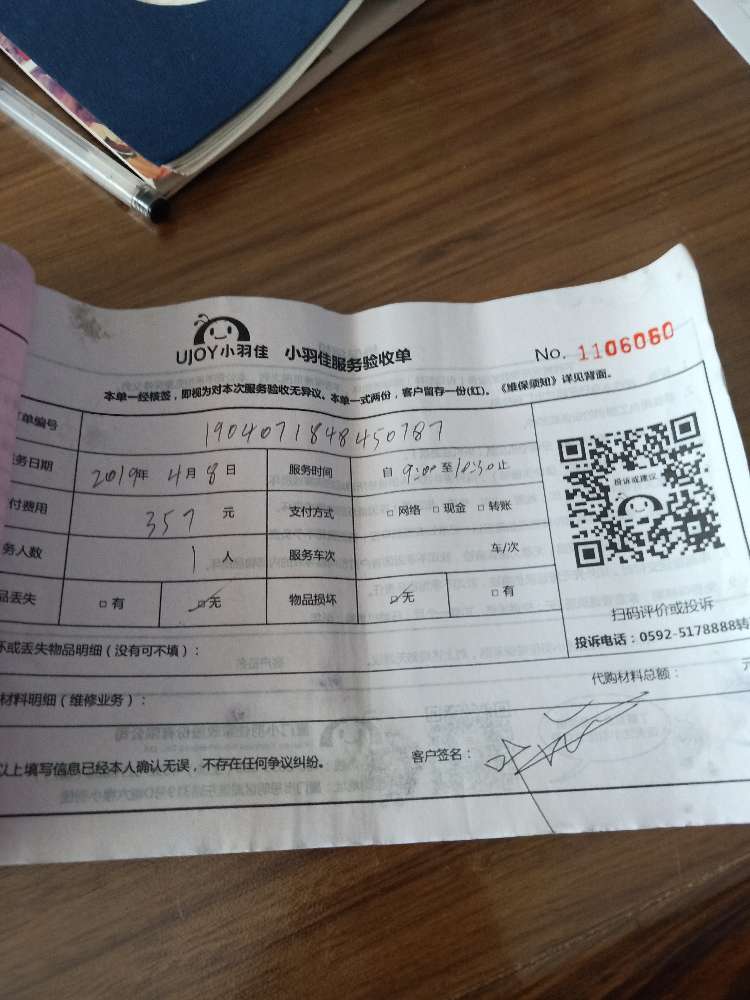 UJOY小羽佳 小羽佳服务验收单 No. 1106060
本单一经核签,即视为对本次服务验收无异议。本单一式两份,客户留存一份(红)。《维保须知》详见背面。
单编号 1904071848450787
务日期 2019年 4月 8日 服务时间 自 9:00 至 10:30 止
付费用 357 元 支付方式 □网络 □现金 □转账
务人数 1 人 服务车次 车/次
品丢失 □有 □无 物品损坏 □无 □有
投诉或建议
扫码评价或投诉
投诉电话:0592-5178888转
坏或丢失物品明细(没有可不填):
材料明细(维修业务): 代购材料总额: 元
以上填写信息已经本人确认无误,不存在任何争议纠纷。 客户签名: